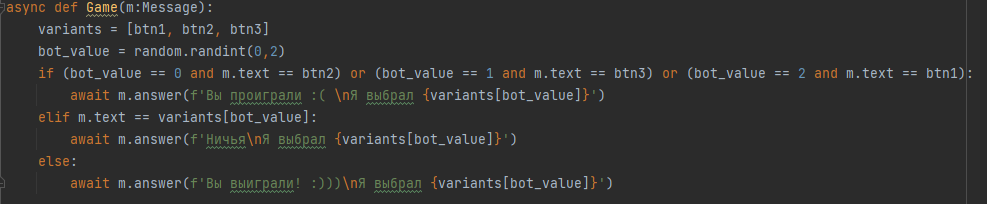 async def Game(m:Message):
    variants = [btn1, btn2, btn3]
    bot_value = random.randint(0,2)
    if (bot_value == 0 and m.text == btn2) or (bot_value == 1 and m.text == btn3) or (bot_value == 2 and m.text == btn1):
        await m.answer(f'Вы проиграли :( \nЯ выбрал {variants[bot_value]}')
    elif m.text == variants[bot_value]:
        await m.answer(f'Ничья\nЯ выбрал {variants[bot_value]}')
    else:
        await m.answer(f'Вы выиграли! :)))\nЯ выбрал {variants[bot_value]}')